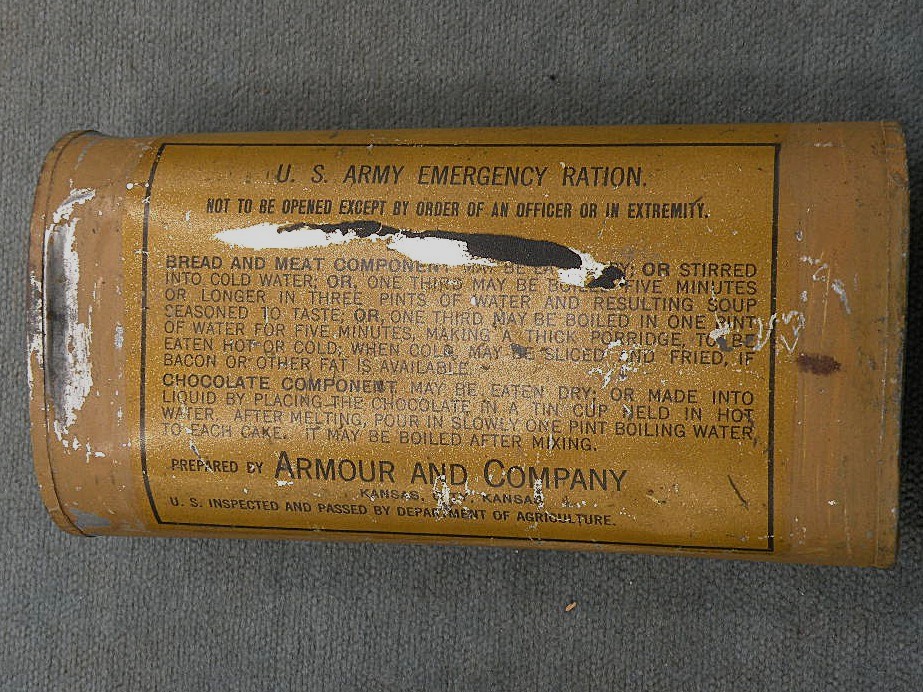 U. S. ARMY EMERGENCY RATION.
NOT TO BE OPENED EXCEPT BY ORDER OF AN OFFICER OR IN EXTREMITY.
BREAD AND MEAT COMPONENT MAY BE OR STIRRED
INTO COLD WATER; OR, ONE THIRD MAY BE FIVE MINUTES
OR LONGER IN THREE PINTS OF WATER AND RESULTING SOUP
SEASONED TO TASTE; OR, ONE THIRD MAY BE BOILED IN ONE PINT
OF WATER FOR FIVE MINUTES, MAKING A THICK PORRIDGE, TO BE
EATEN HOT OR COLD; WHEN COLD, MAY BE SLICED AND FRIED, IF
BACON OR OTHER FAT IS AVAILABLE.
CHOCOLATE COMPONENT MAY BE EATEN DRY; OR MADE INTO
LIQUID BY PLACING THE CHOCOLATE IN A TIN CUP HELD IN HOT
WATER. AFTER MELTING, POUR IN SLOWLY ONE PINT BOILING WATER
TO EACH CAKE. IT MAY BE BOILED AFTER MIXING.
PREPARED BY ARMOUR AND COMPANY
KANSAS CITY, KANSAS
U. S. INSPECTED AND PASSED BY DEPARTMENT OF AGRICULTURE.